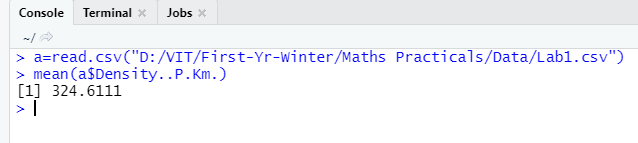 Console Terminal × Jobs ×
~/
> a=read.csv("D:/VIT/First-Yr-Winter/Maths Practicals/Data/Lab1.csv")
> mean(a$Density..P.Km.)
[1] 324.6111
>